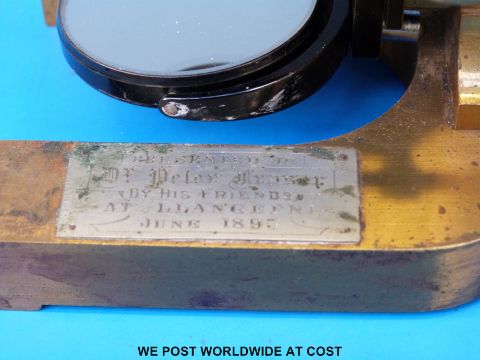 PRESENTED TO
Dr Peter Fraser
BY HIS FRIENDS
AT LLANGEFNI
JUNE 1895
WE POST WORLDWIDE AT COST